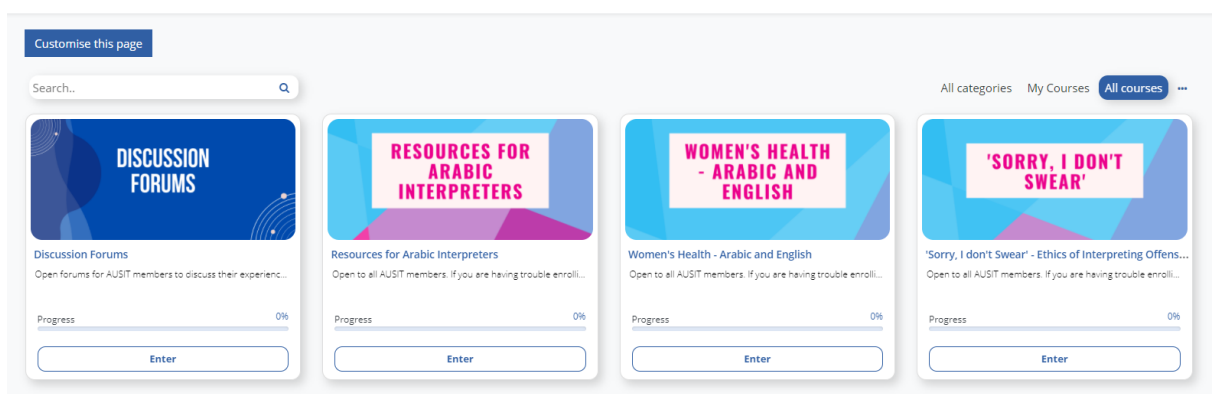 Customise this page
Search..
All categories My Courses All courses ...
DISCUSSION
FORUMS
Discussion Forums
Open forums for AUSIT members to discuss their experienc...
Progress 0%
Enter
RESOURCES FOR
ARABIC
INTERPRETERS
Resources for Arabic Interpreters
Open to all AUSIT members. If you are having trouble enrolli...
Progress 0%
Enter
WOMEN'S HEALTH
- ARABIC AND
ENGLISH
Women's Health - Arabic and English
Open to all AUSIT members. If you are having trouble enrolli...
Progress 0%
Enter
'SORRY, I DON'T
SWEAR'
'Sorry, I don't Swear' - Ethics of Interpreting Offens...
Open to all AUSIT members. If you are having trouble enrolli...
Progress 0%
Enter